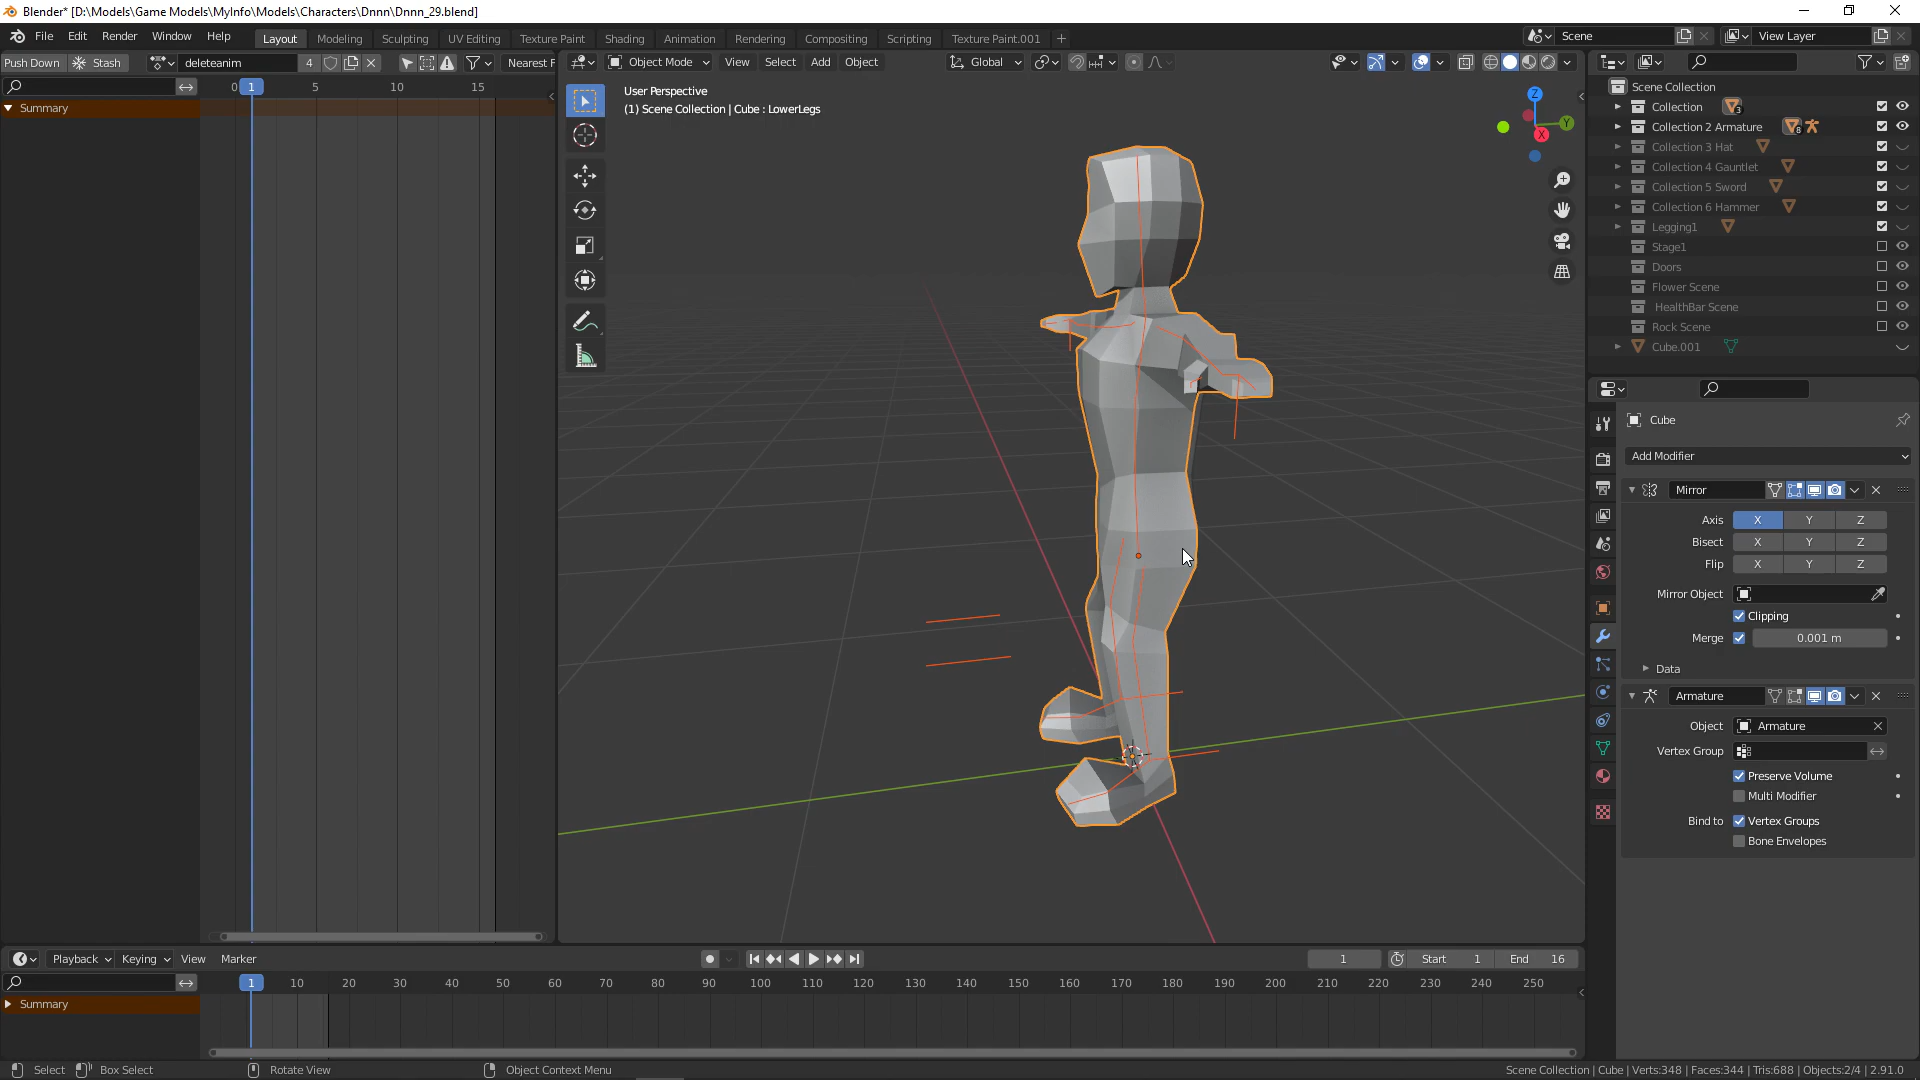 Blender* [D:\Models\Game Models\MyInfo\Models\Characters\Dnnn\Dnnn_29.blend]
File Edit Render Window Help Layout Modeling Sculpting UV Editing Texture Paint Shading Animation Rendering Compositing Scripting Texture Paint.001 + Scene View Layer
Push Down Stash deleteanim 4 Nearest F Object Mode View Select Add Object Global
0 1 5 10 15
Summary
User Perspective
(1) Scene Collection | Cube : LowerLegs
Z
Y
X
Scene Collection
Collection 3
Collection 2 Armature 8
Collection 3 Hat
Collection 4 Gauntlet
Collection 5 Sword
Collection 6 Hammer
Legging1
Stage1
Doors
Flower Scene
HealthBar Scene
Rock Scene
Cube.001
Cube
Add Modifier
Mirror
Axis X Y Z
Bisect X Y Z
Flip X Y Z
Mirror Object
Clipping
Merge 0.001 m
Data
Armature
Object Armature
Vertex Group
Preserve Volume
Multi Modifier
Bind to Vertex Groups
Bone Envelopes
Playback Keying View Marker 1 Start 1 End 16
1 10 20 30 40 50 60 70 80 90 100 110 120 130 140 150 160 170 180 190 200 210 220 230 240 250
Summary
Select Box Select Rotate View Object Context Menu Scene Collection | Cube | Verts:348 | Faces:344 | Tris:688 | Objects:2/4 | 2.91.0